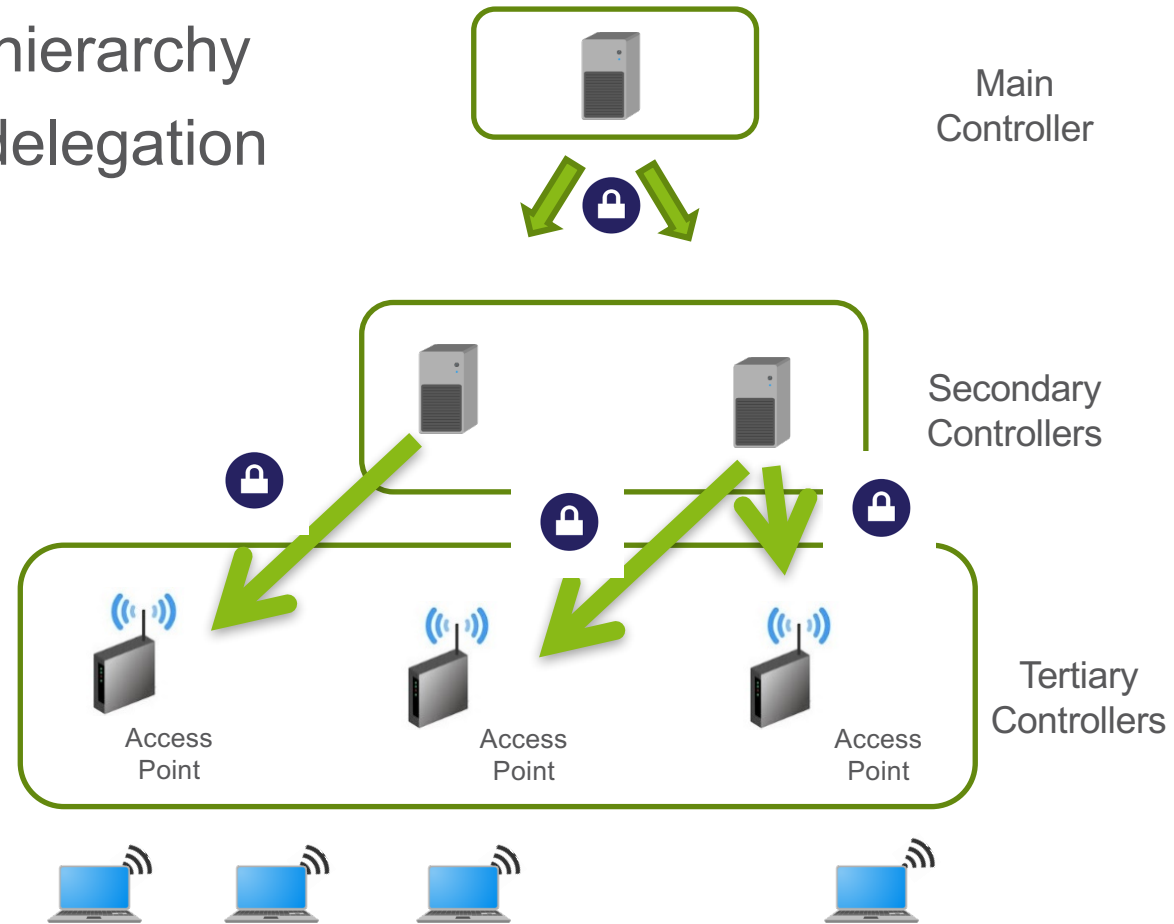 hierarchy
delegation
Main
Controller
Secondary
Controllers
Tertiary
Controllers
Access
Point
Access
Point
Access
Point